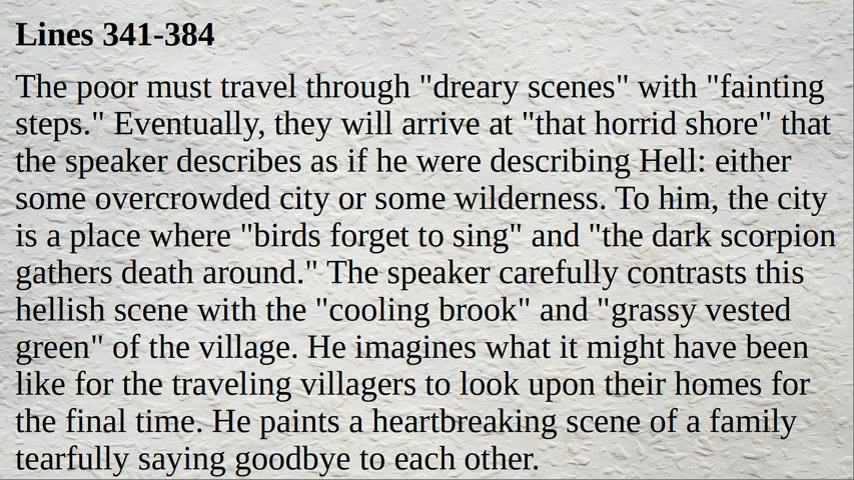 Lines 341-384
The poor must travel through "dreary scenes" with "fainting
steps." Eventually, they will arrive at "that horrid shore" that
the speaker describes as if he were describing Hell: either
some overcrowded city or some wilderness. To him, the city
is a place where "birds forget to sing" and "the dark scorpion
gathers death around." The speaker carefully contrasts this
hellish scene with the "cooling brook" and "grassy vested
green" of the village. He imagines what it might have been
like for the traveling villagers to look upon their homes for
the final time. He paints a heartbreaking scene of a family
tearfully saying goodbye to each other.